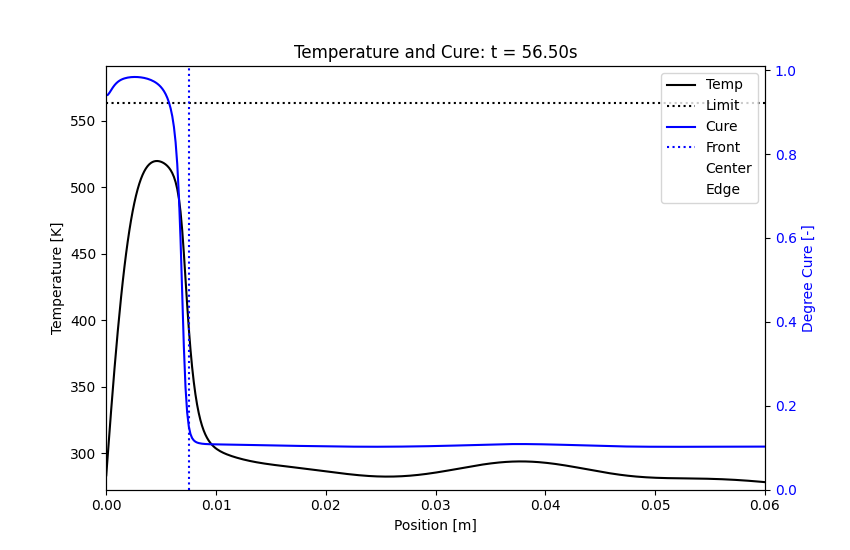 Temperature and Cure: t = 56.50s
Temp
Limit
Cure
Front
Center
Edge
Temperature [K]
550
500
450
400
350
300
Degree Cure [-]
1.0
0.8
0.6
0.4
0.2
0.0
0.00 0.01 0.02 0.03 0.04 0.05 0.06
Position [m]